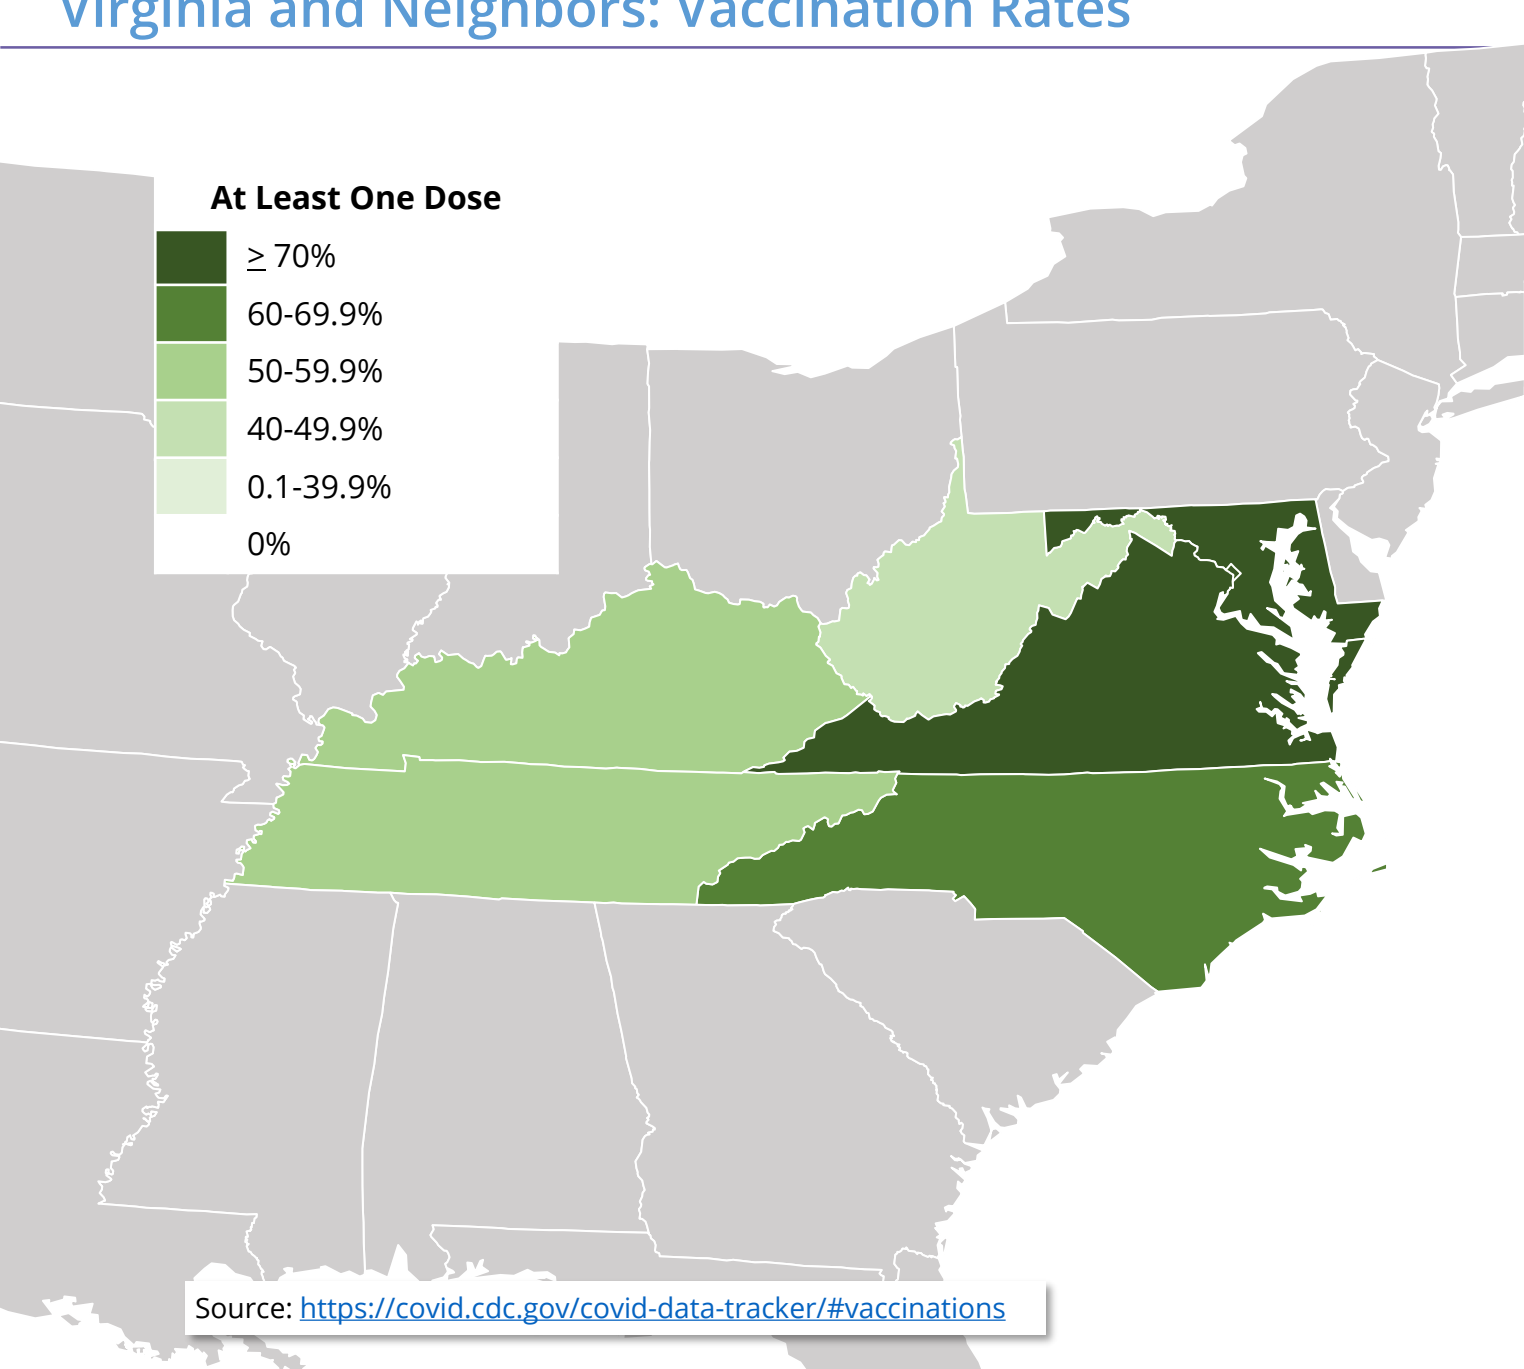 Virginia and Neighbors: Vaccination Rates
At Least One Dose
≥ 70%
60-69.9%
50-59.9%
40-49.9%
0.1-39.9%
0%
Source: https://covid.cdc.gov/covid-data-tracker/#vaccinations